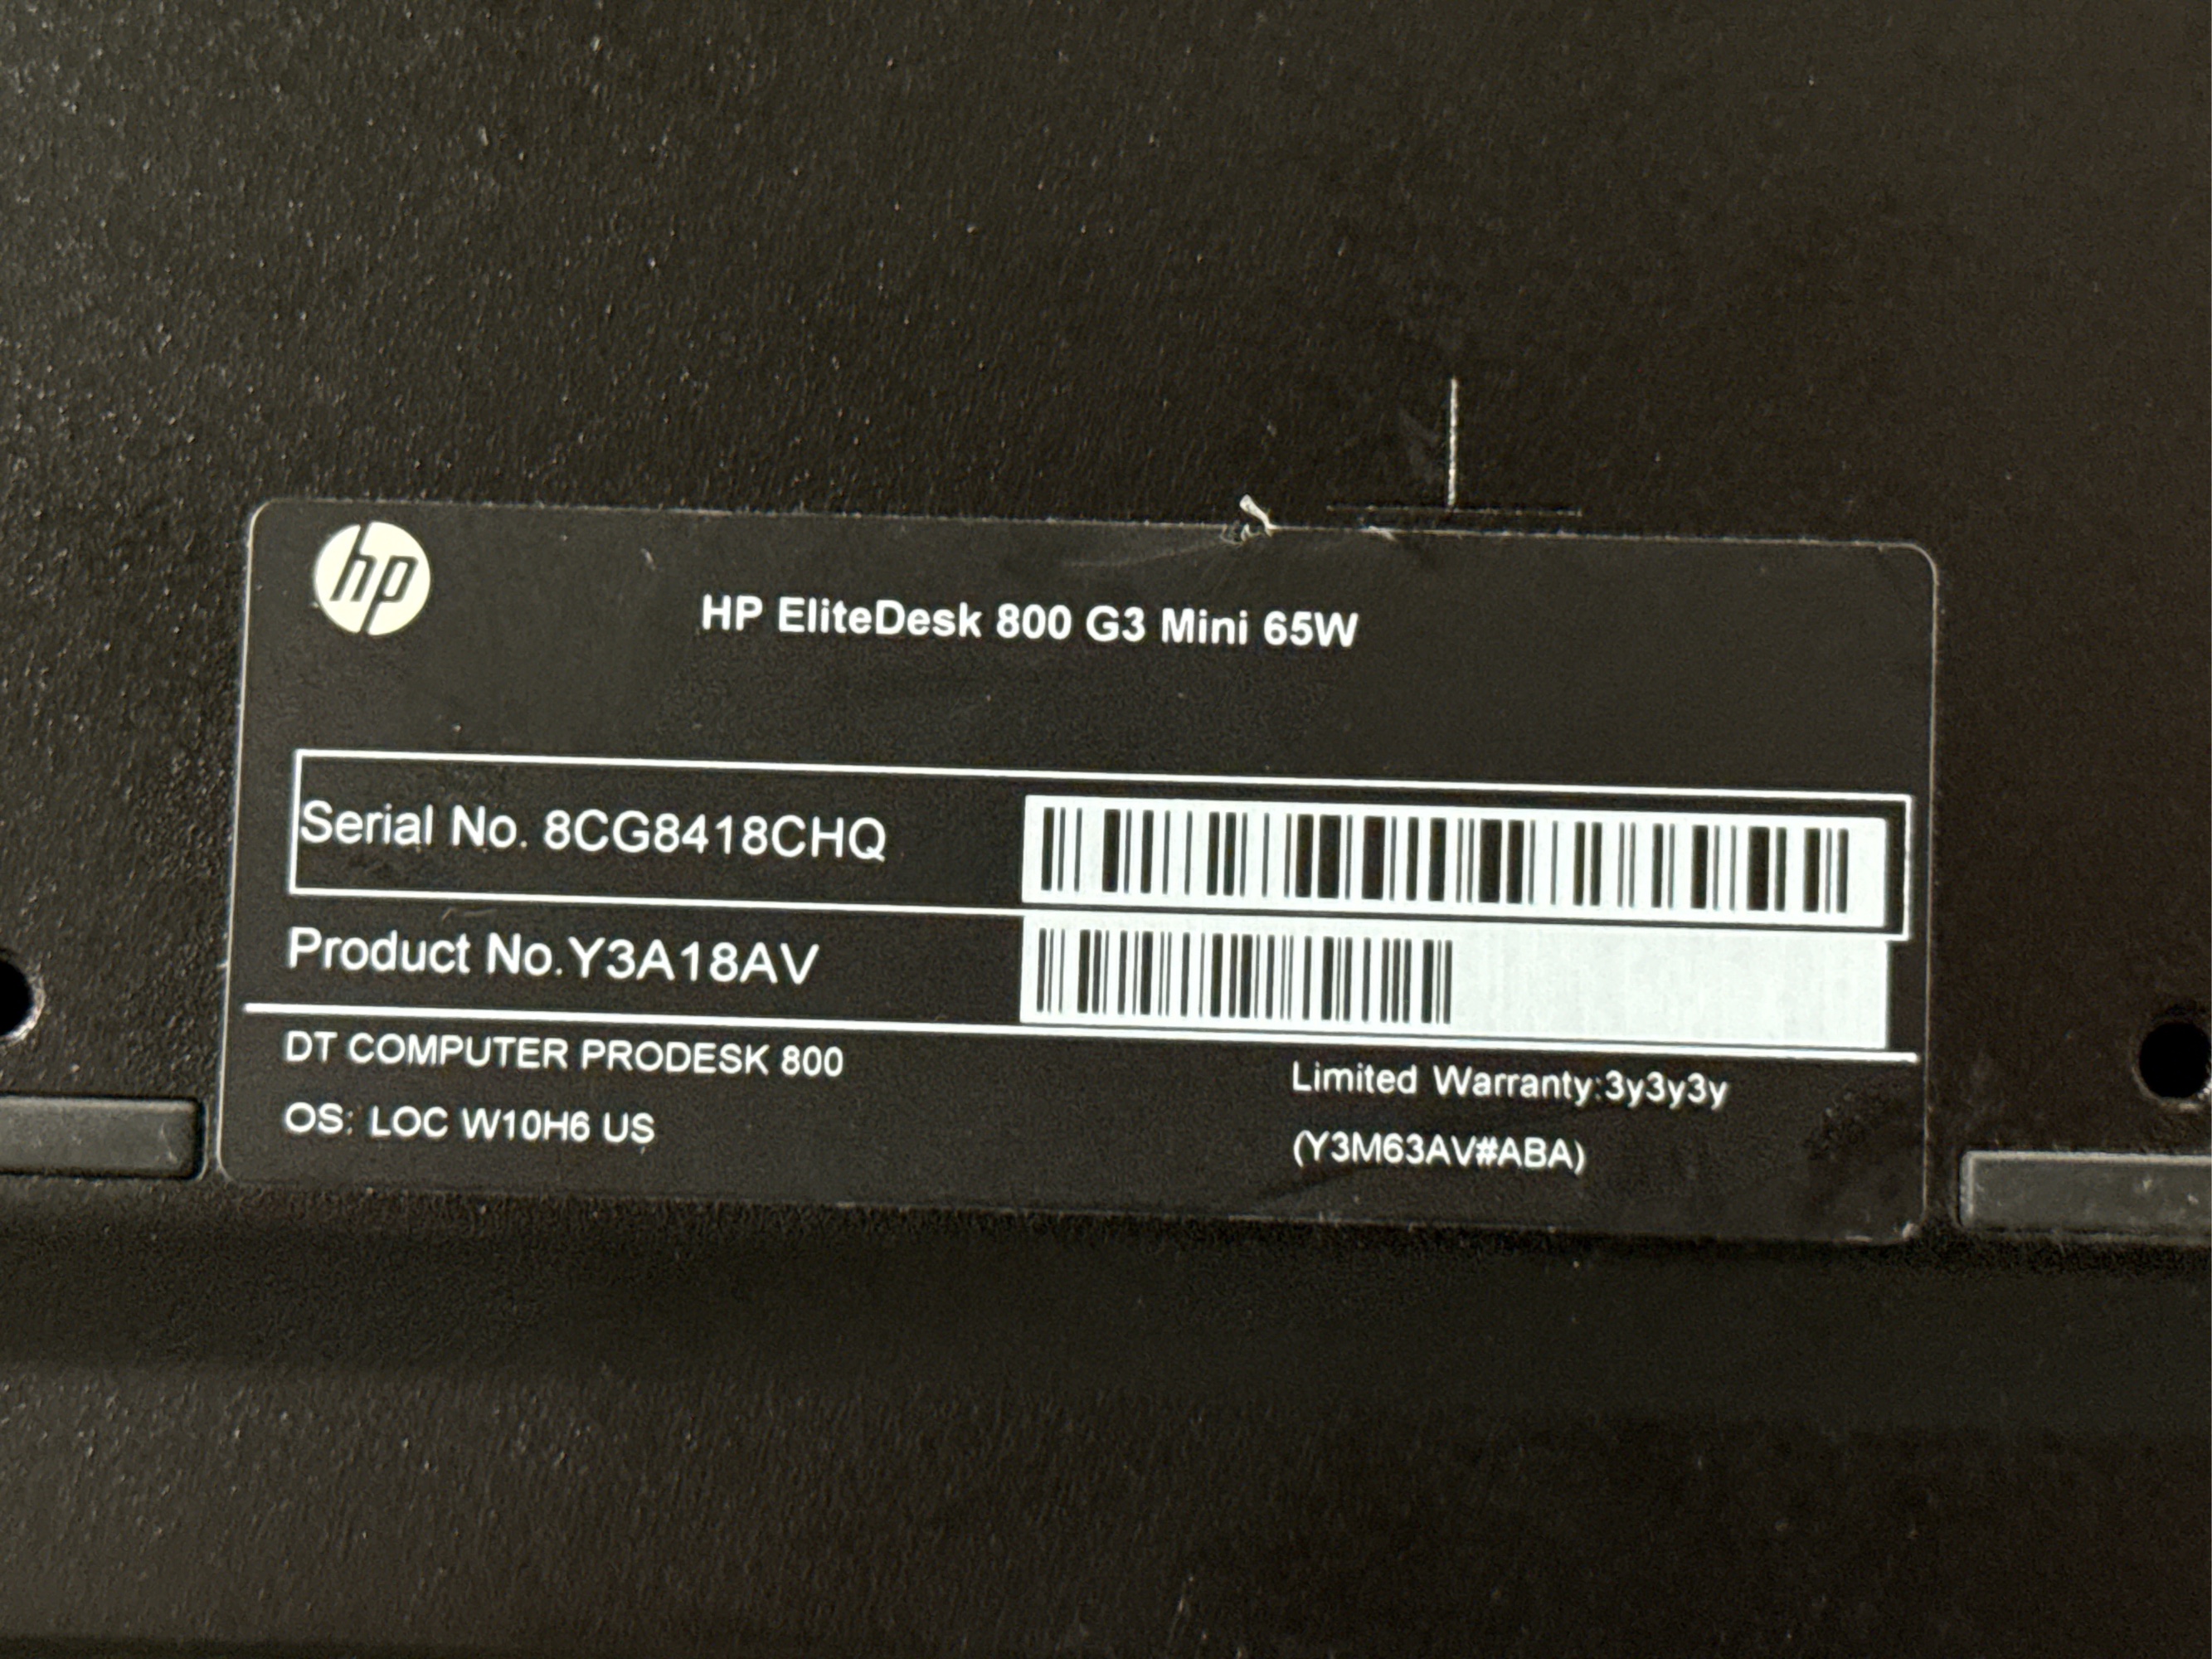 hp
HP EliteDesk 800 G3 Mini 65W
Serial No. 8CG8418CHQ
Product No.Y3A18AV
DT COMPUTER PRODESK 800
Limited Warranty:3y3y3y
OS: LOC W10H6 US
(Y3M63AV#ABA)